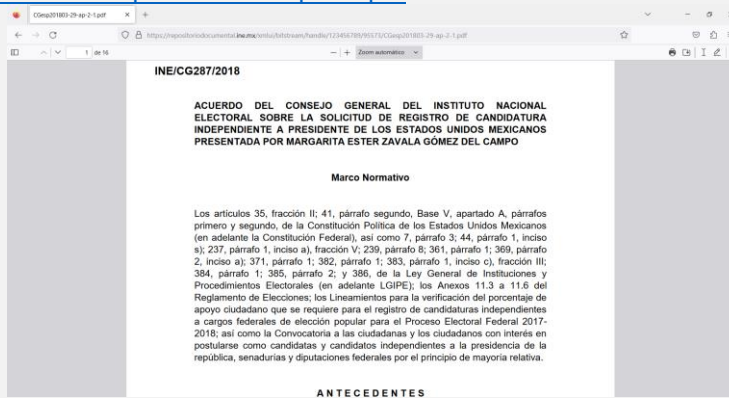 CGesp201803-29-ap-2-1.pdf
https://repositoriodocumental.ine.mx/xmlui/bitstream/handle/123456789/95573/CGesp201803-29-ap-2-1.pdf
1 de 16
Zoom automático
INE/CG287/2018
ACUERDO DEL CONSEJO GENERAL DEL INSTITUTO NACIONAL
ELECTORAL SOBRE LA SOLICITUD DE REGISTRO DE CANDIDATURA
INDEPENDIENTE A PRESIDENTE DE LOS ESTADOS UNIDOS MEXICANOS
PRESENTADA POR MARGARITA ESTER ZAVALA GÓMEZ DEL CAMPO
Marco Normativo
Los artículos 35, fracción II; 41, párrafo segundo, Base V, apartado A, párrafos
primero y segundo, de la Constitución Política de los Estados Unidos Mexicanos
(en adelante la Constitución Federal), así como 7, párrafo 3; 44, párrafo 1, inciso
s); 237, párrafo 1, inciso a), fracción V; 239, párrafo 8; 361, párrafo 1; 369, párrafo
2, inciso a); 371, párrafo 1; 382, párrafo 1; 383, párrafo 1, inciso c), fracción III;
384, párrafo 1; 385, párrafo 2; y 386, de la Ley General de Instituciones y
Procedimientos Electorales (en adelante LGIPE); los Anexos 11.3 a 11.6 del
Reglamento de Elecciones; los Lineamientos para la verificación del porcentaje de
apoyo ciudadano que se requiere para el registro de candidaturas independientes
a cargos federales de elección popular para el Proceso Electoral Federal 2017-
2018; así como la Convocatoria a las ciudadanas y los ciudadanos con interés en
postularse como candidatas y candidatos independientes a la presidencia de la
república, senadurías y diputaciones federales por el principio de mayoría relativa.
A N T E C E D E N T E S